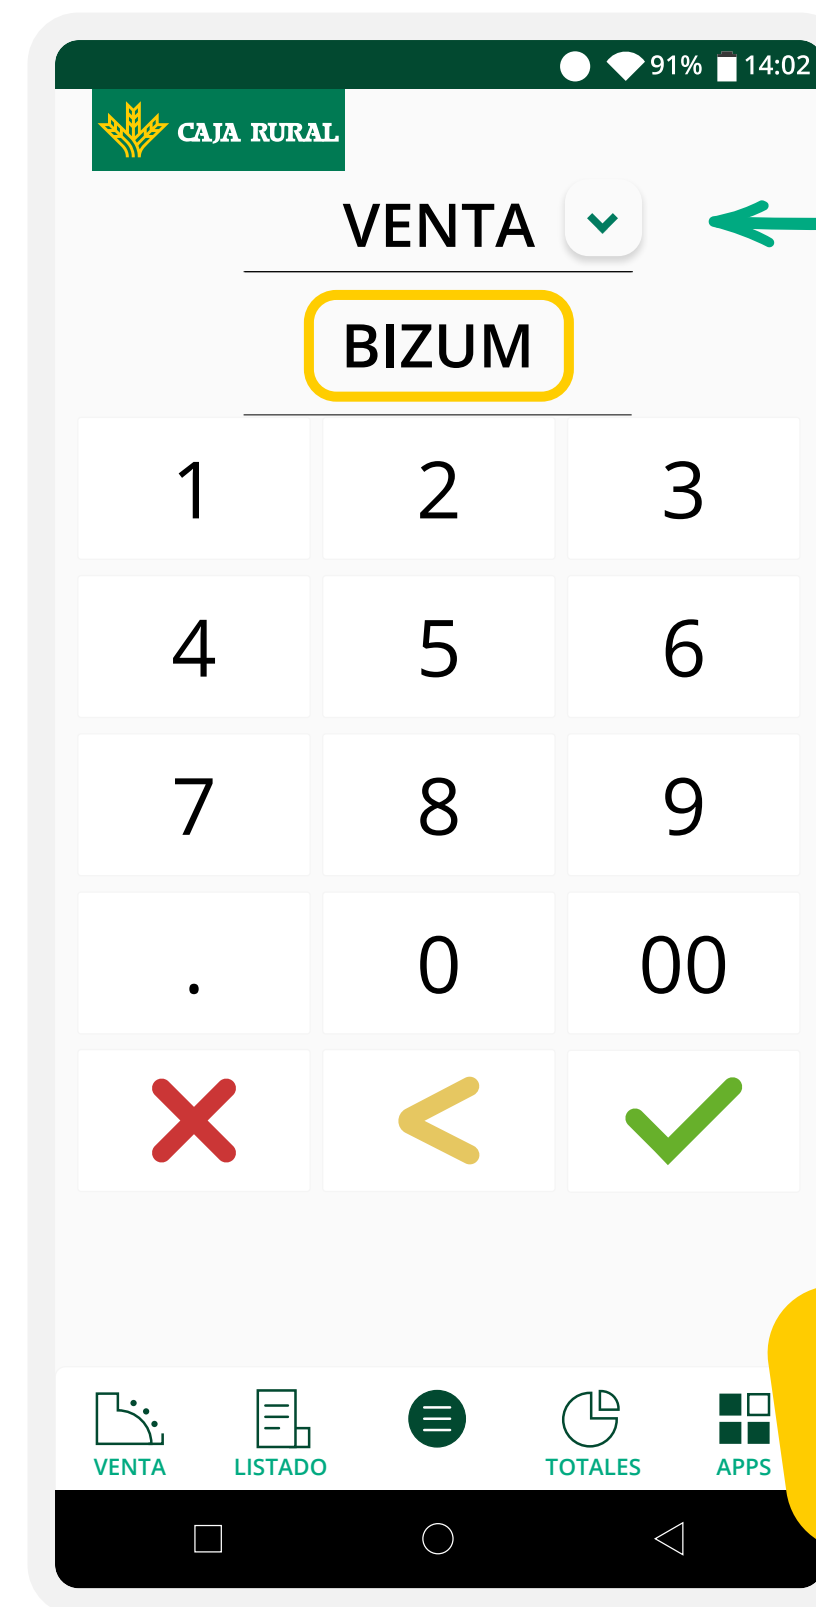 91% 14:02
CAJA RURAL
VENTA
BIZUM
1 2 3
4 5 6
7 8 9
. 0 00
<
VENTA LISTADO TOTALES APPS